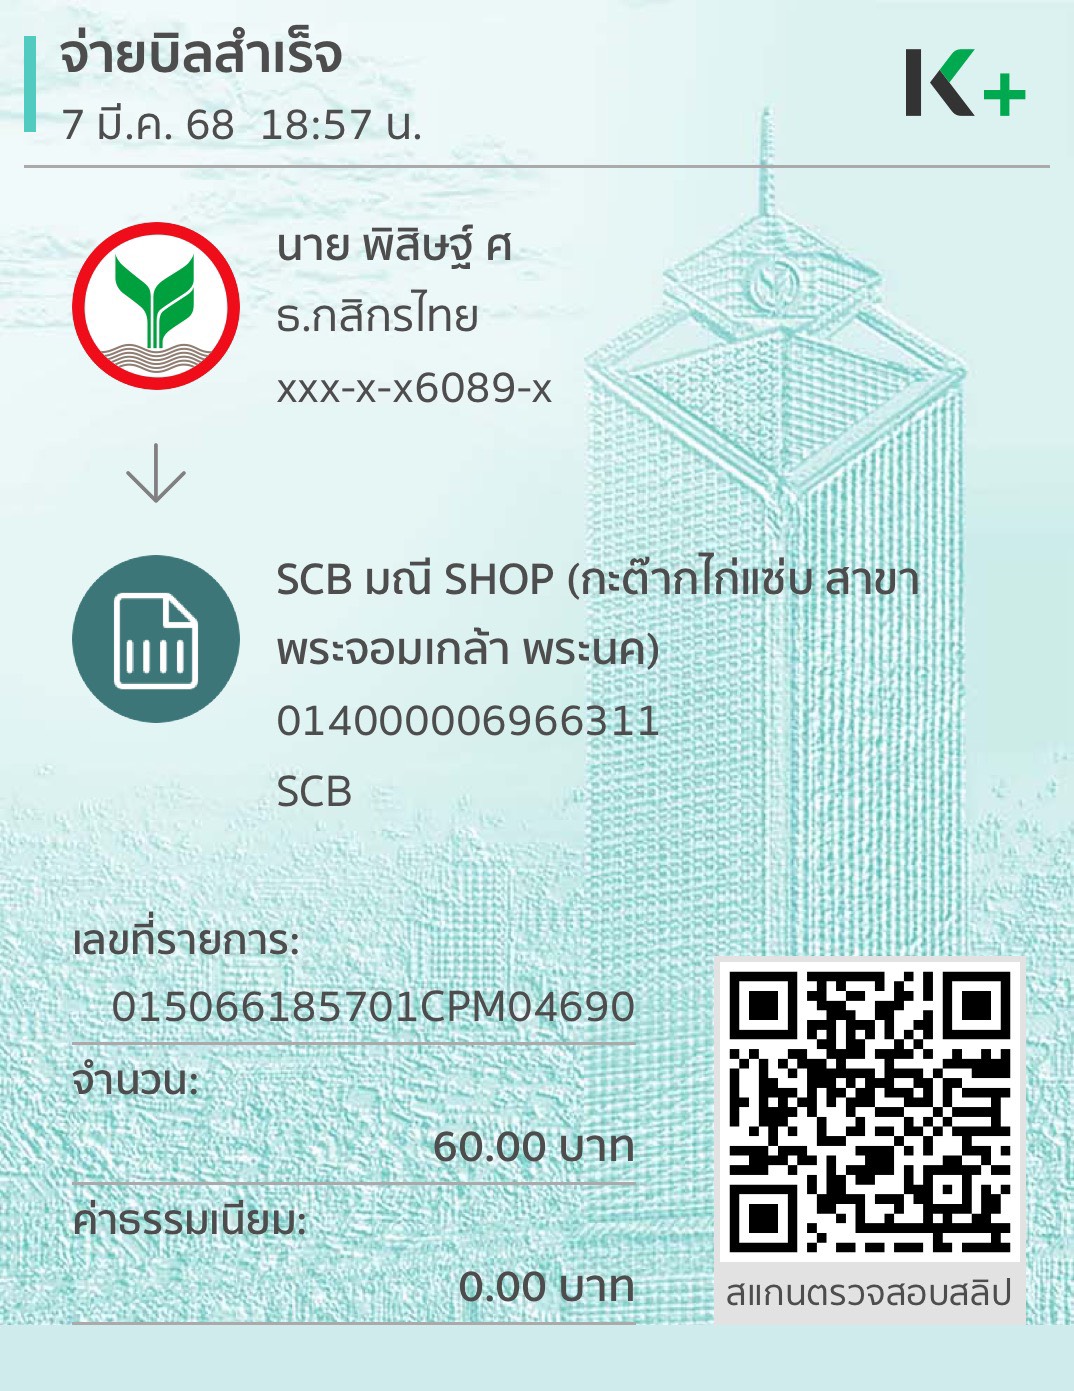 จ่ายบิลสำเร็จ
7 มี.ค. 68  18:57 น.
K+
นาย พิสิษฐ์ ศ
ธ.กสิกรไทย
xxx-x-x6089-x
SCB มณี SHOP (กะต๊ากไก่แซ่บ สาขา
พระจอมเกล้า พระนค)
014000006966311
SCB
เลขที่รายการ:
015066185701CPM04690
จำนวน:
60.00 บาท
ค่าธรรมเนียม:
0.00 บาท
สแกนตรวจสอบสลิป